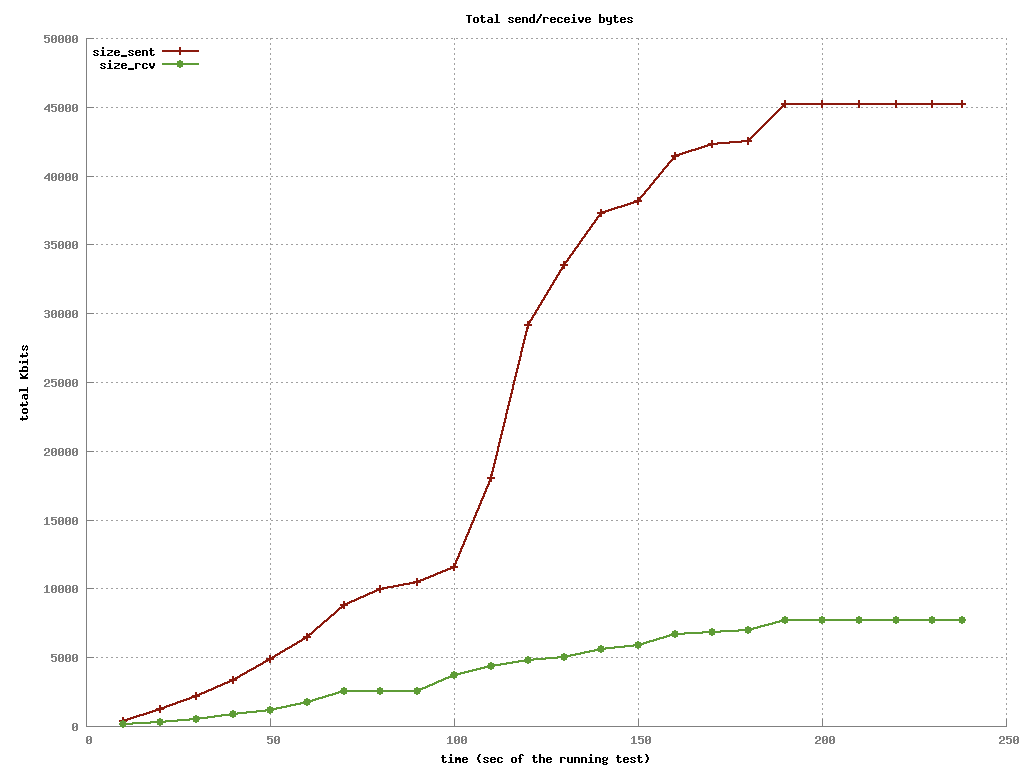 Total send/receive bytes
50000
size_sent
size_rcv
45000
40000
35000
30000
25000
20000
15000
10000
5000
0
total Kbits
0 50 100 150 200 250
time (sec of the running test)